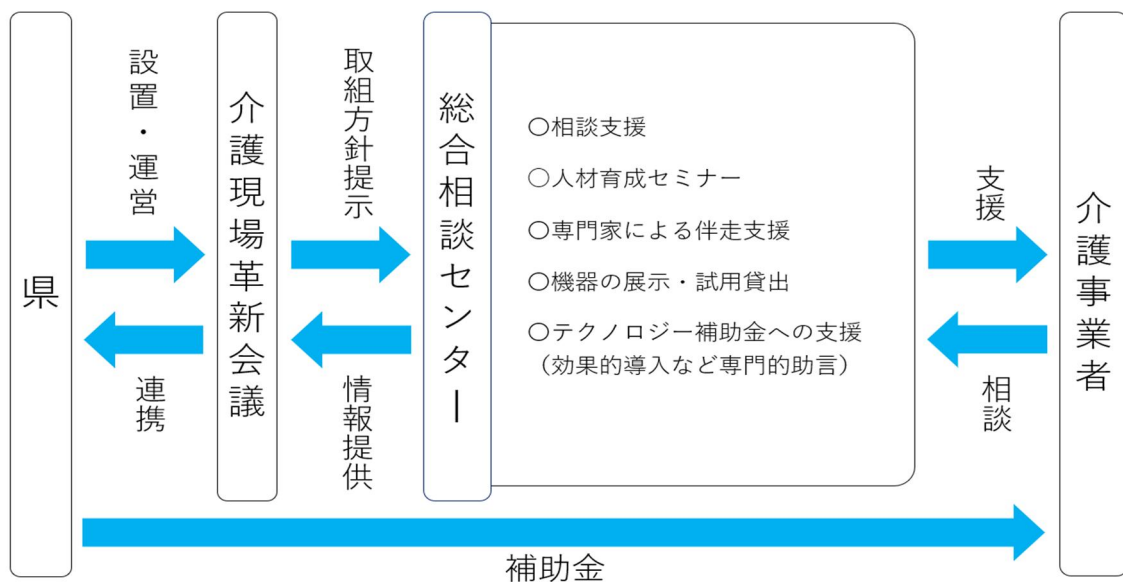 県
設置・運営
連携
介護現場革新会議
取組方針提示
情報提供
総合相談センター
〇相談支援
〇人材育成セミナー
〇専門家による伴走支援
〇機器の展示・試用貸出
〇テクノロジー補助金への支援
（効果的導入など専門的助言）
支援
相談
介護事業者
補助金